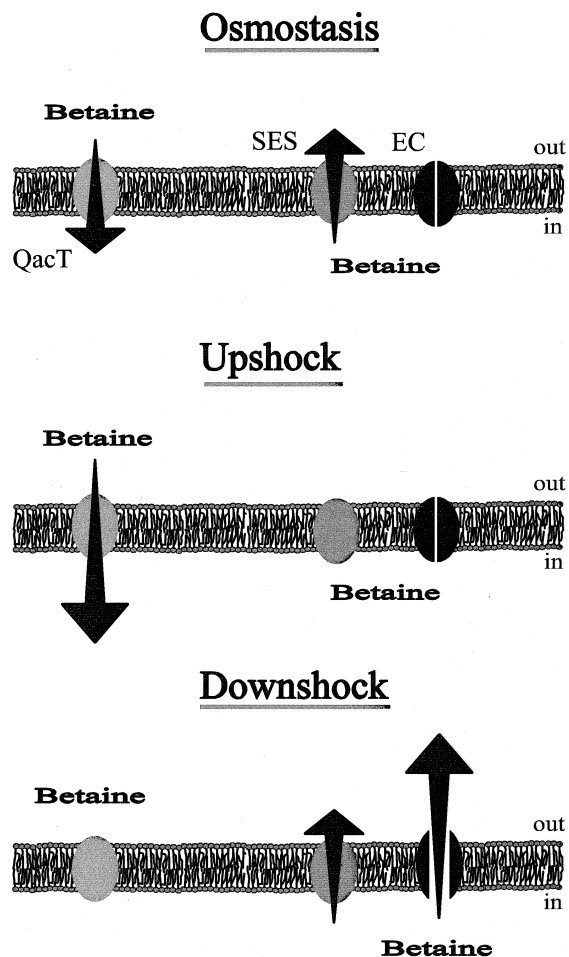 Osmostasis
Betaine
SES
EC
out
QacT
in
Betaine
Upshock
Betaine
out
in
Betaine
Downshock
Betaine
out
in
Betaine